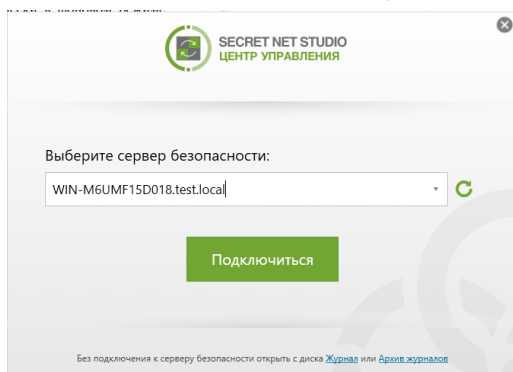 SECRET NET STUDIO
ЦЕНТР УПРАВЛЕНИЯ
Выберите сервер безопасности:
WIN-M6UMF15D018.test.local
Подключиться
Без подключения к серверу безопасности открыть с диска Журнал или Архив журналов